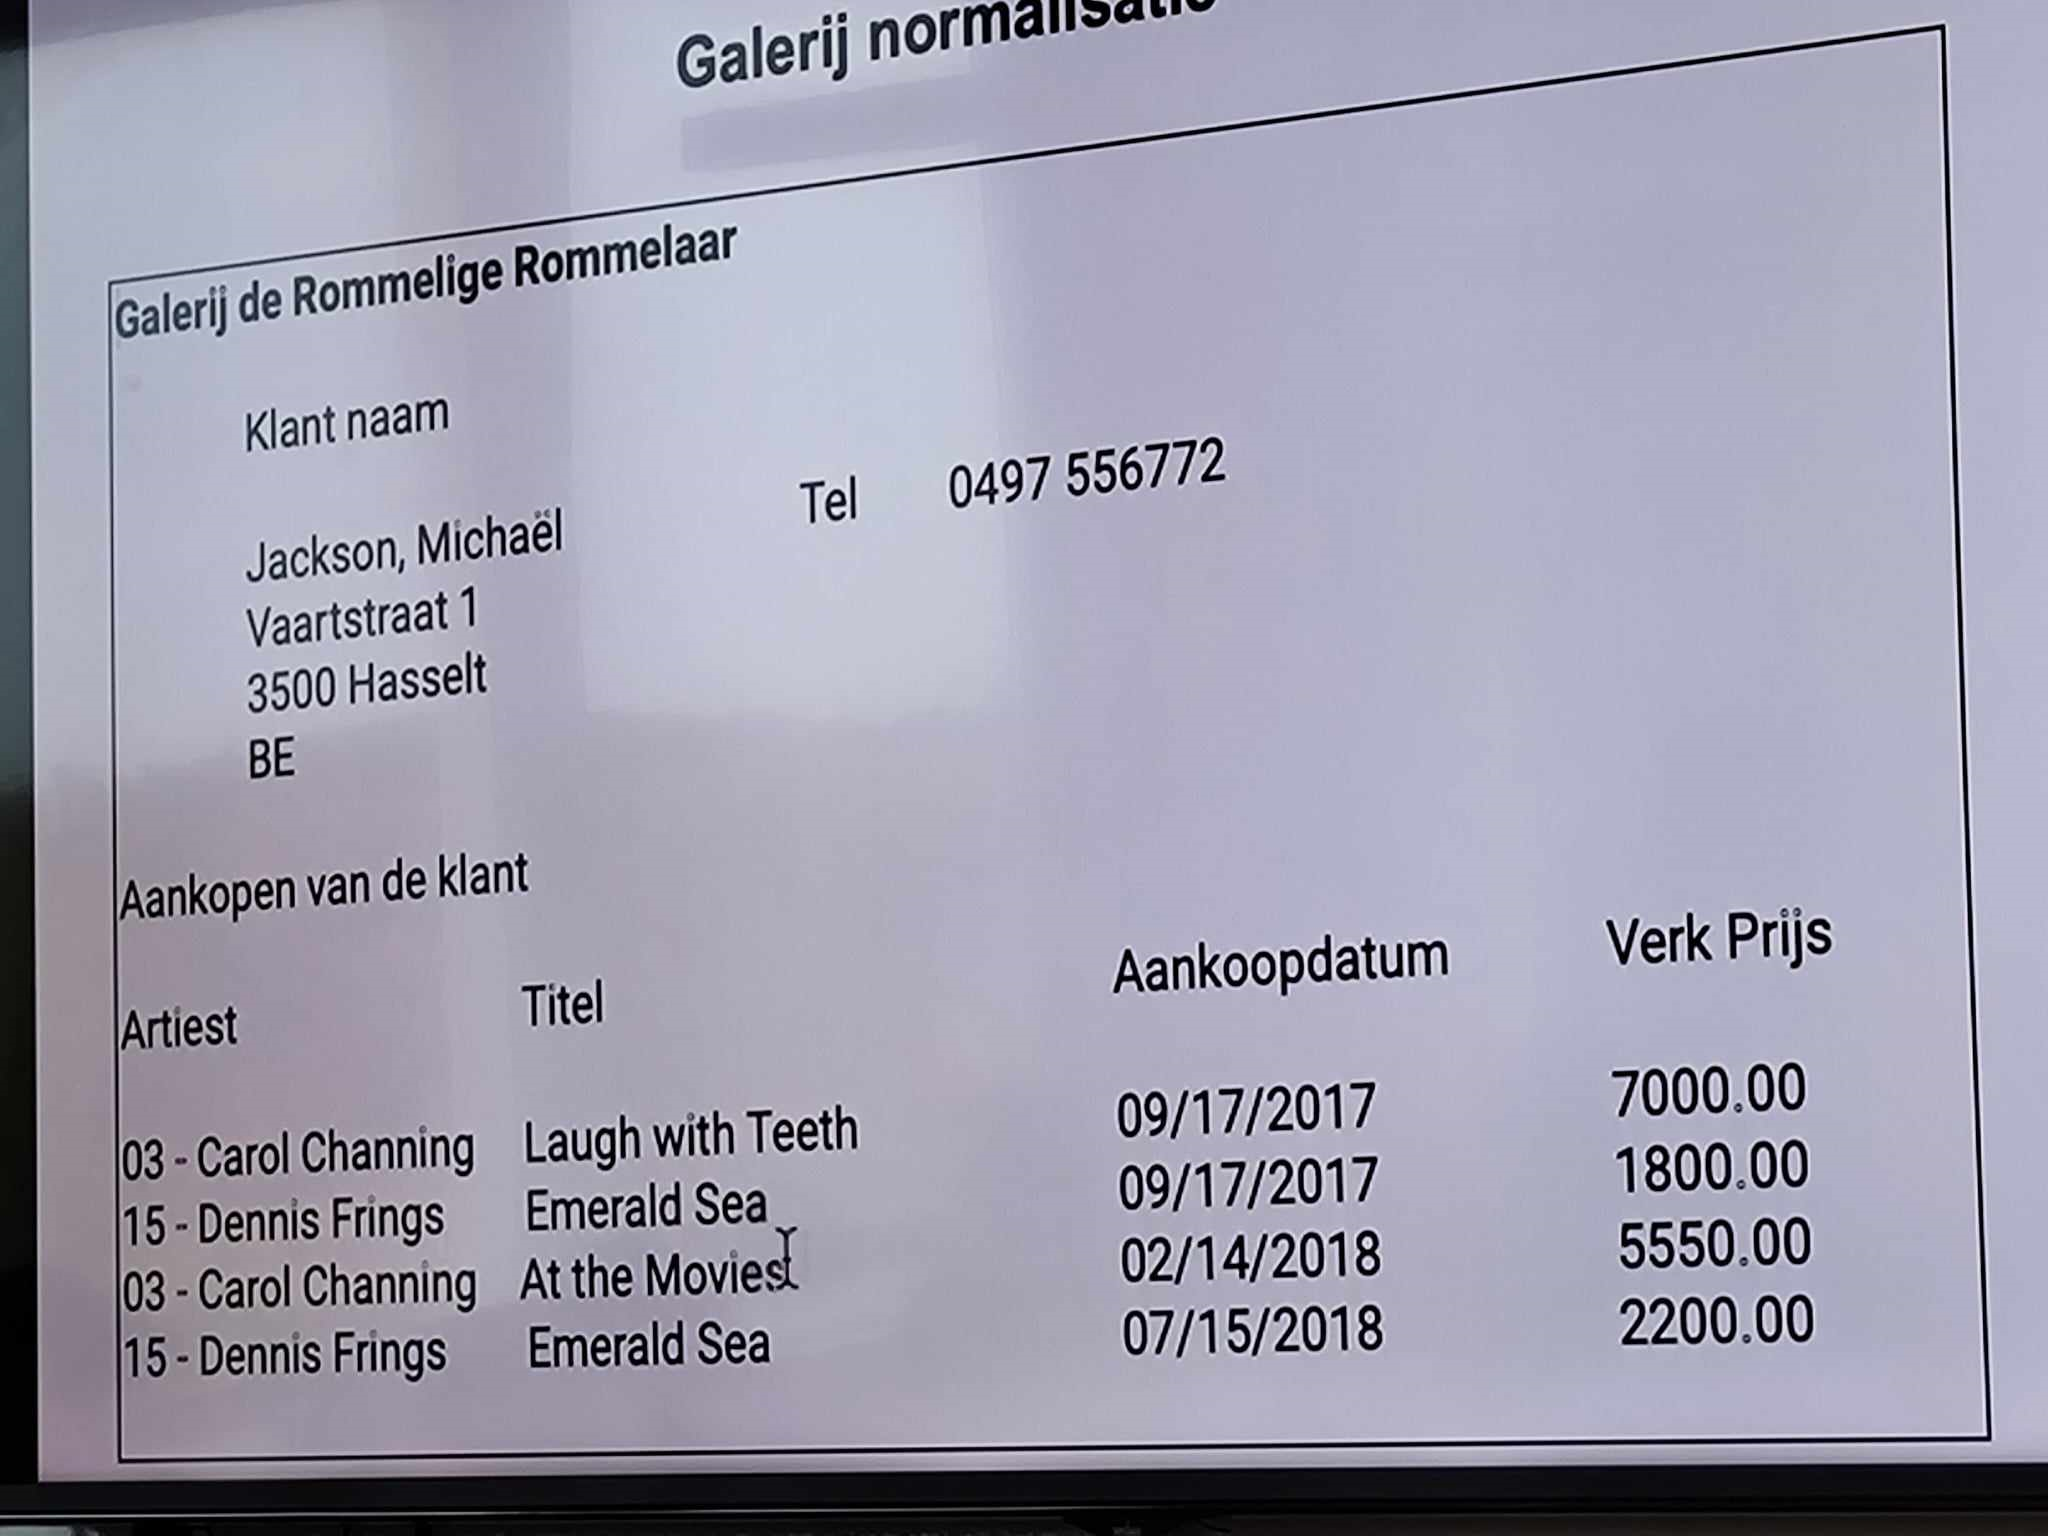 Galerij normalisatie
Galerij de Rommelige Rommelaar
Klant naam
Jackson, Michaël Tel 0497 556772
Vaartstraat 1
3500 Hasselt
BE
Aankopen van de klant
Artiest Titel Aankoopdatum Verk Prijs
03 - Carol Channing Laugh with Teeth 09/17/2017 7000.00
15 - Dennis Frings Emerald Sea 09/17/2017 1800.00
03 - Carol Channing At the Movies 02/14/2018 5550.00
15 - Dennis Frings Emerald Sea 07/15/2018 2200.00